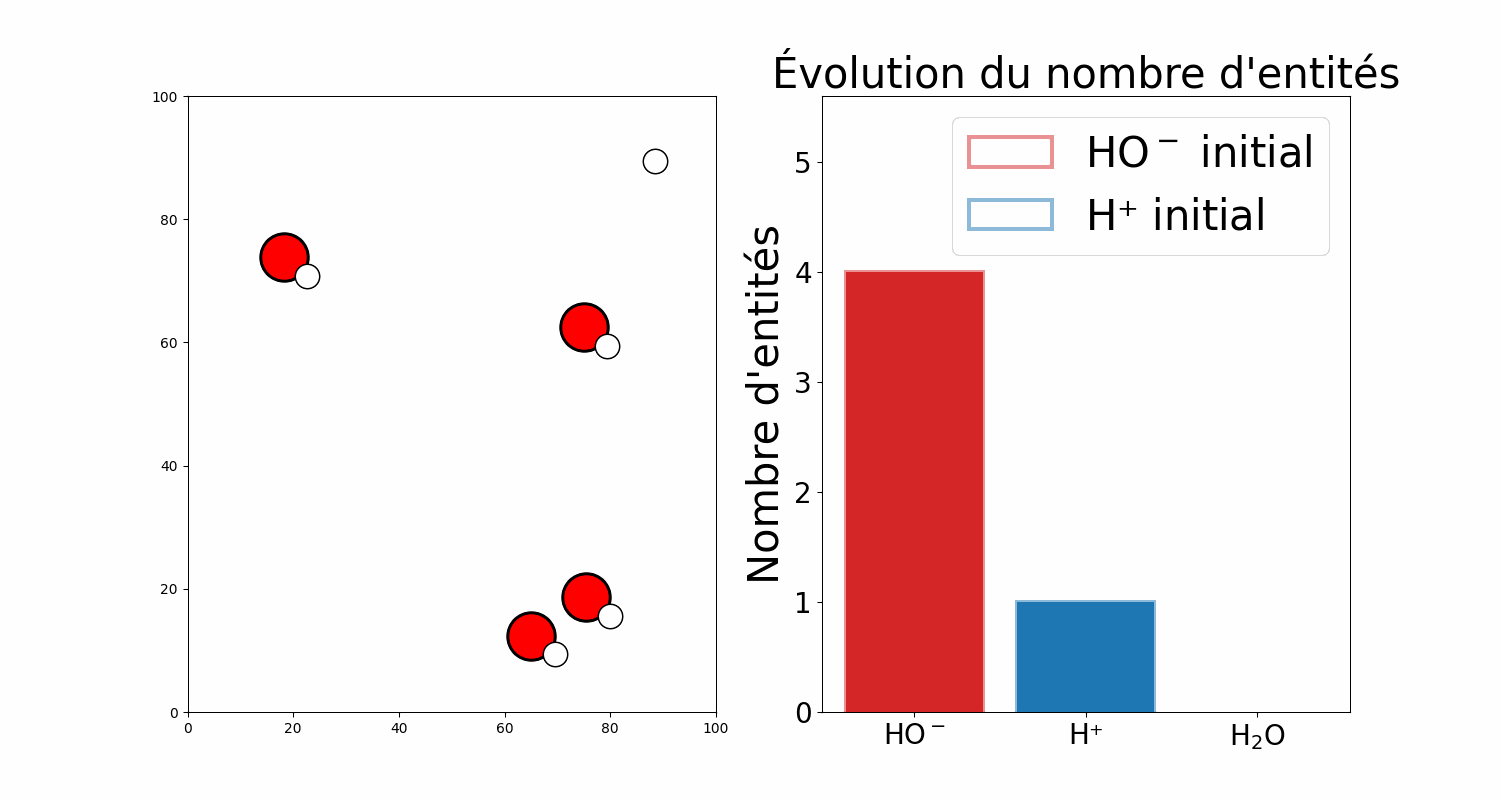 100
80
60
40
20
0
0 20 40 60 80 100
Évolution du nombre d'entités
HO⁻ initial
H⁺ initial
Nombre d'entités
5
4
3
2
1
0
HO⁻ H⁺ H₂O